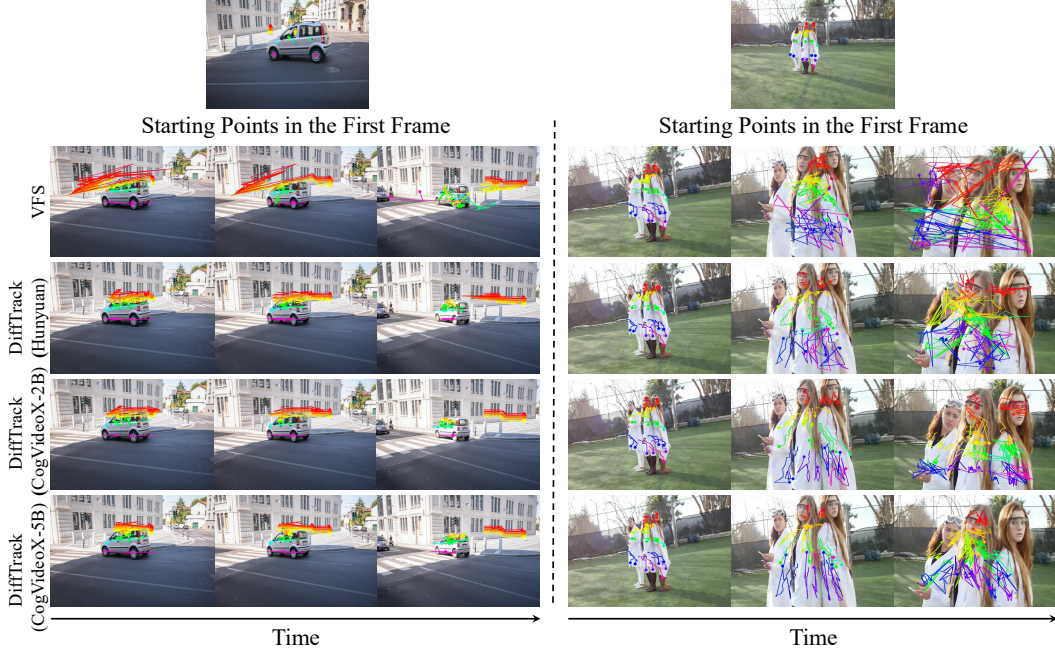 Starting Points in the First Frame
Starting Points in the First Frame
VFS
DiffTrack
(Hunyuan)
DiffTrack
(CogVideoX-2B)
DiffTrack
(CogVideoX-5B)
Time
Time